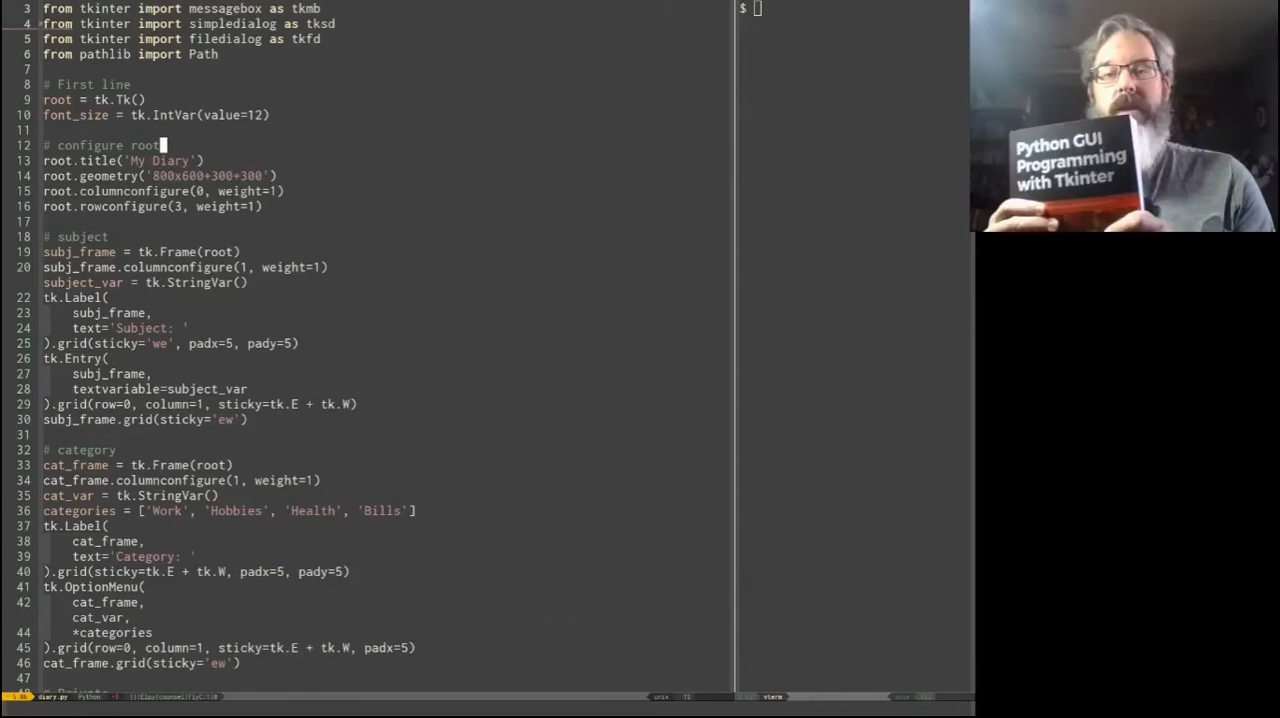 3 from tkinter import messagebox as tkmb
4 from tkinter import simpledialog as tksd
5 from tkinter import filedialog as tkfd
6 from pathlib import Path
7
8 # First line
9 root = tk.Tk()
10 font_size = tk.IntVar(value=12)
11
12 # configure root
13 root.title('My Diary')
14 root.geometry('800x600+300+300')
15 root.columnconfigure(0, weight=1)
16 root.rowconfigure(3, weight=1)
17
18 # subject
19 subj_frame = tk.Frame(root)
20 subj_frame.columnconfigure(1, weight=1)
subject_var = tk.StringVar()
22 tk.Label(
23 subj_frame,
24 text='Subject: '
25 ).grid(sticky='we', padx=5, pady=5)
26 tk.Entry(
27 subj_frame,
28 textvariable=subject_var
29 ).grid(row=0, column=1, sticky=tk.E + tk.W)
30 subj_frame.grid(sticky='ew')
31
32 # category
33 cat_frame = tk.Frame(root)
34 cat_frame.columnconfigure(1, weight=1)
35 cat_var = tk.StringVar()
36 categories = ['Work', 'Hobbies', 'Health', 'Bills']
37 tk.Label(
38 cat_frame,
39 text='Category: '
40 ).grid(sticky=tk.E + tk.W, padx=5, pady=5)
41 tk.OptionMenu(
42 cat_frame,
cat_var,
44 *categories
45 ).grid(row=0, column=1, sticky=tk.E + tk.W, padx=5)
46 cat_frame.grid(sticky='ew')
47
diary.py Python
unix 1%
$
vterm
Python GUI
Programming
with Tkinter